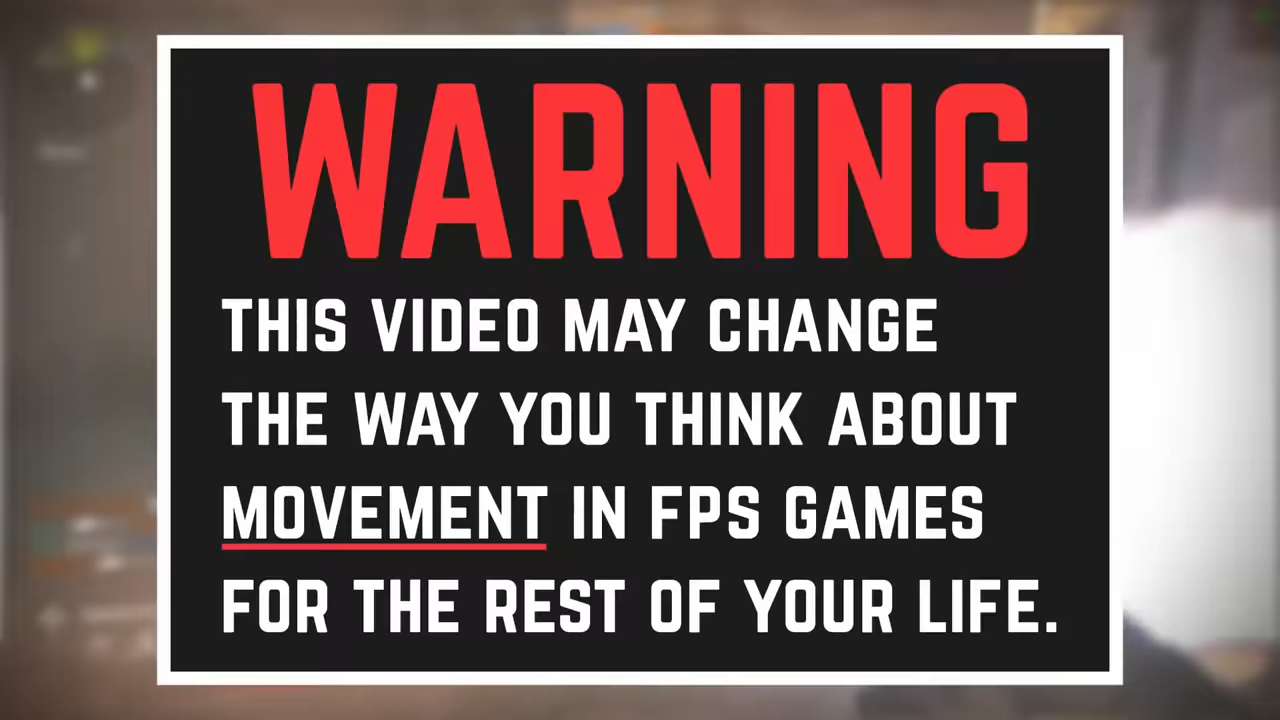 WARNING
THIS VIDEO MAY CHANGE
THE WAY YOU THINK ABOUT
MOVEMENT IN FPS GAMES
FOR THE REST OF YOUR LIFE.